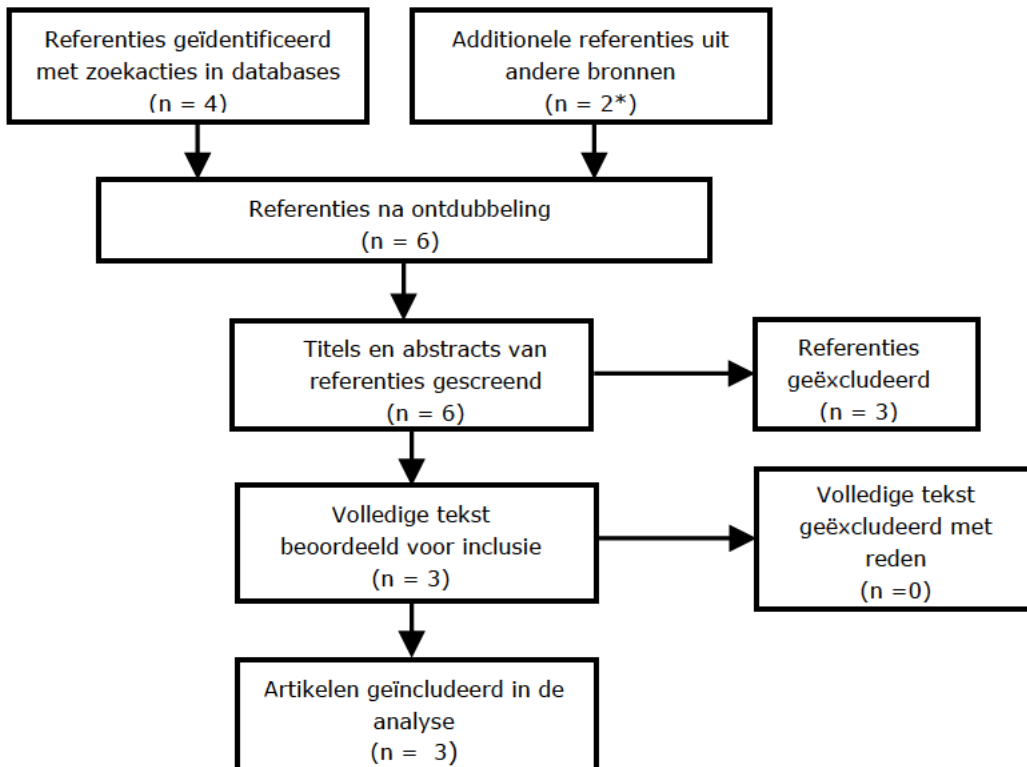 Referenties geïdentificeerd
met zoekacties in databases
(n = 4)
Additionele referenties uit
andere bronnen
(n = 2*)
Referenties na ontdubbeling
(n = 6)
Titels en abstracts van
referenties gescreend
(n = 6)
Referenties
geëxcludeerd
(n = 3)
Volledige tekst
beoordeeld voor inclusie
(n = 3)
Volledige tekst
geëxcludeerd met
reden
(n =0)
Artikelen geïncludeerd in de
analyse
(n = 3)